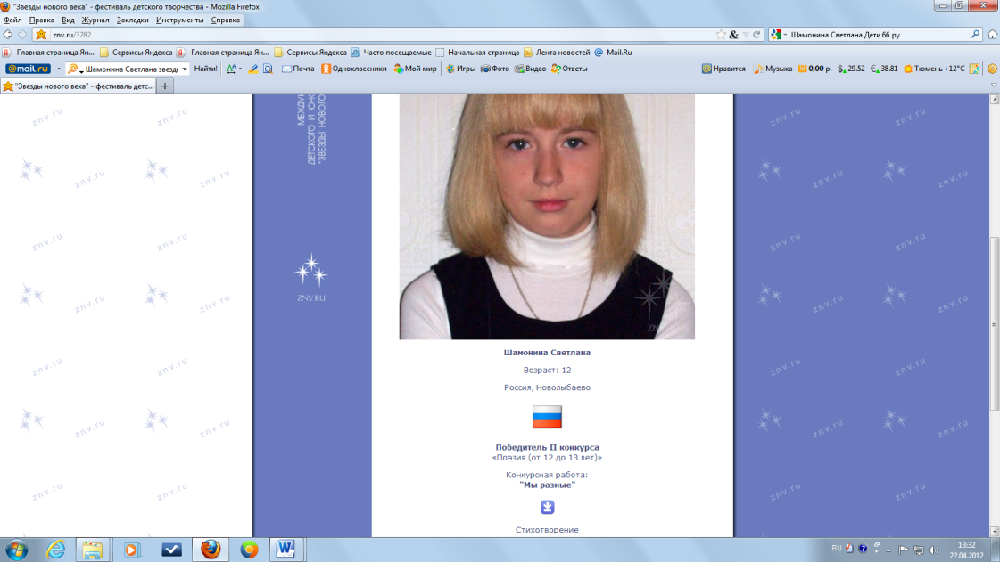 "Звезды нового века" - фестиваль детского творчества - Mozilla Firefox
Файл Правка Вид Журнал Закладки Инструменты Справка
znv.ru/3282
Шамонина Светлана Дети 66 ру
Главная страница Ян... Сервисы Яндекса Главная страница Ян... Сервисы Яндекса Часто посещаемые Начальная страница Лента новостей Mail.Ru
@mail.ru Шамонина Светлана звезд Найти! Почта Одноклассники Мой мир Игры Фото Видео Ответы Нравится Музыка 0,00 р. $ 29.52 € 38.81 Тюмень +12°C
"Звезды нового века" - фестиваль детс...
ДЕТСКОГО И ЮНО
"ЗВЕЗДЫ НОВОГО
ZNV.RU
Шамонина Светлана
Возраст: 12
Россия, Новолыбаево
Победитель II конкурса
«Поэзия (от 12 до 13 лет)»
Конкурсная работа:
"Мы разные"
Стихотворение
RU
13:32
22.04.2012